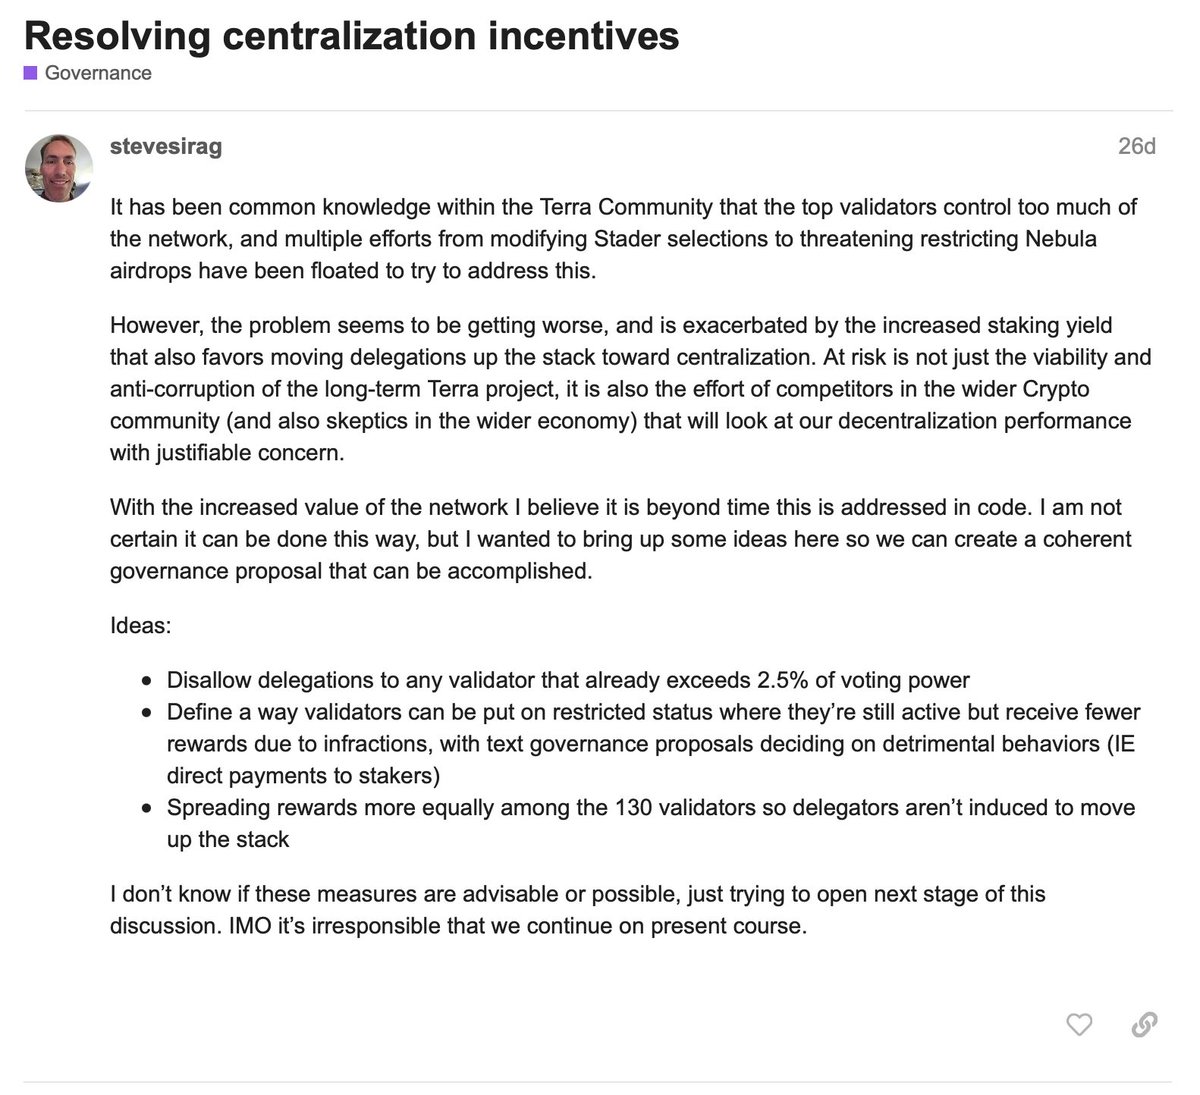 Resolving centralization incentives
Governance
stevesirag
26d
It has been common knowledge within the Terra Community that the top validators control too much of
the network, and multiple efforts from modifying Stader selections to threatening restricting Nebula
airdrops have been floated to try to address this.
However, the problem seems to be getting worse, and is exacerbated by the increased staking yield
that also favors moving delegations up the stack toward centralization. At risk is not just the viability and
anti-corruption of the long-term Terra project, it is also the effort of competitors in the wider Crypto
community (and also skeptics in the wider economy) that will look at our decentralization performance
with justifiable concern.
With the increased value of the network I believe it is beyond time this is addressed in code. I am not
certain it can be done this way, but I wanted to bring up some ideas here so we can create a coherent
governance proposal that can be accomplished.
Ideas:
• Disallow delegations to any validator that already exceeds 2.5% of voting power
• Define a way validators can be put on restricted status where they’re still active but receive fewer
rewards due to infractions, with text governance proposals deciding on detrimental behaviors (IE
direct payments to stakers)
• Spreading rewards more equally among the 130 validators so delegators aren’t induced to move
up the stack
I don’t know if these measures are advisable or possible, just trying to open next stage of this
discussion. IMO it’s irresponsible that we continue on present course.